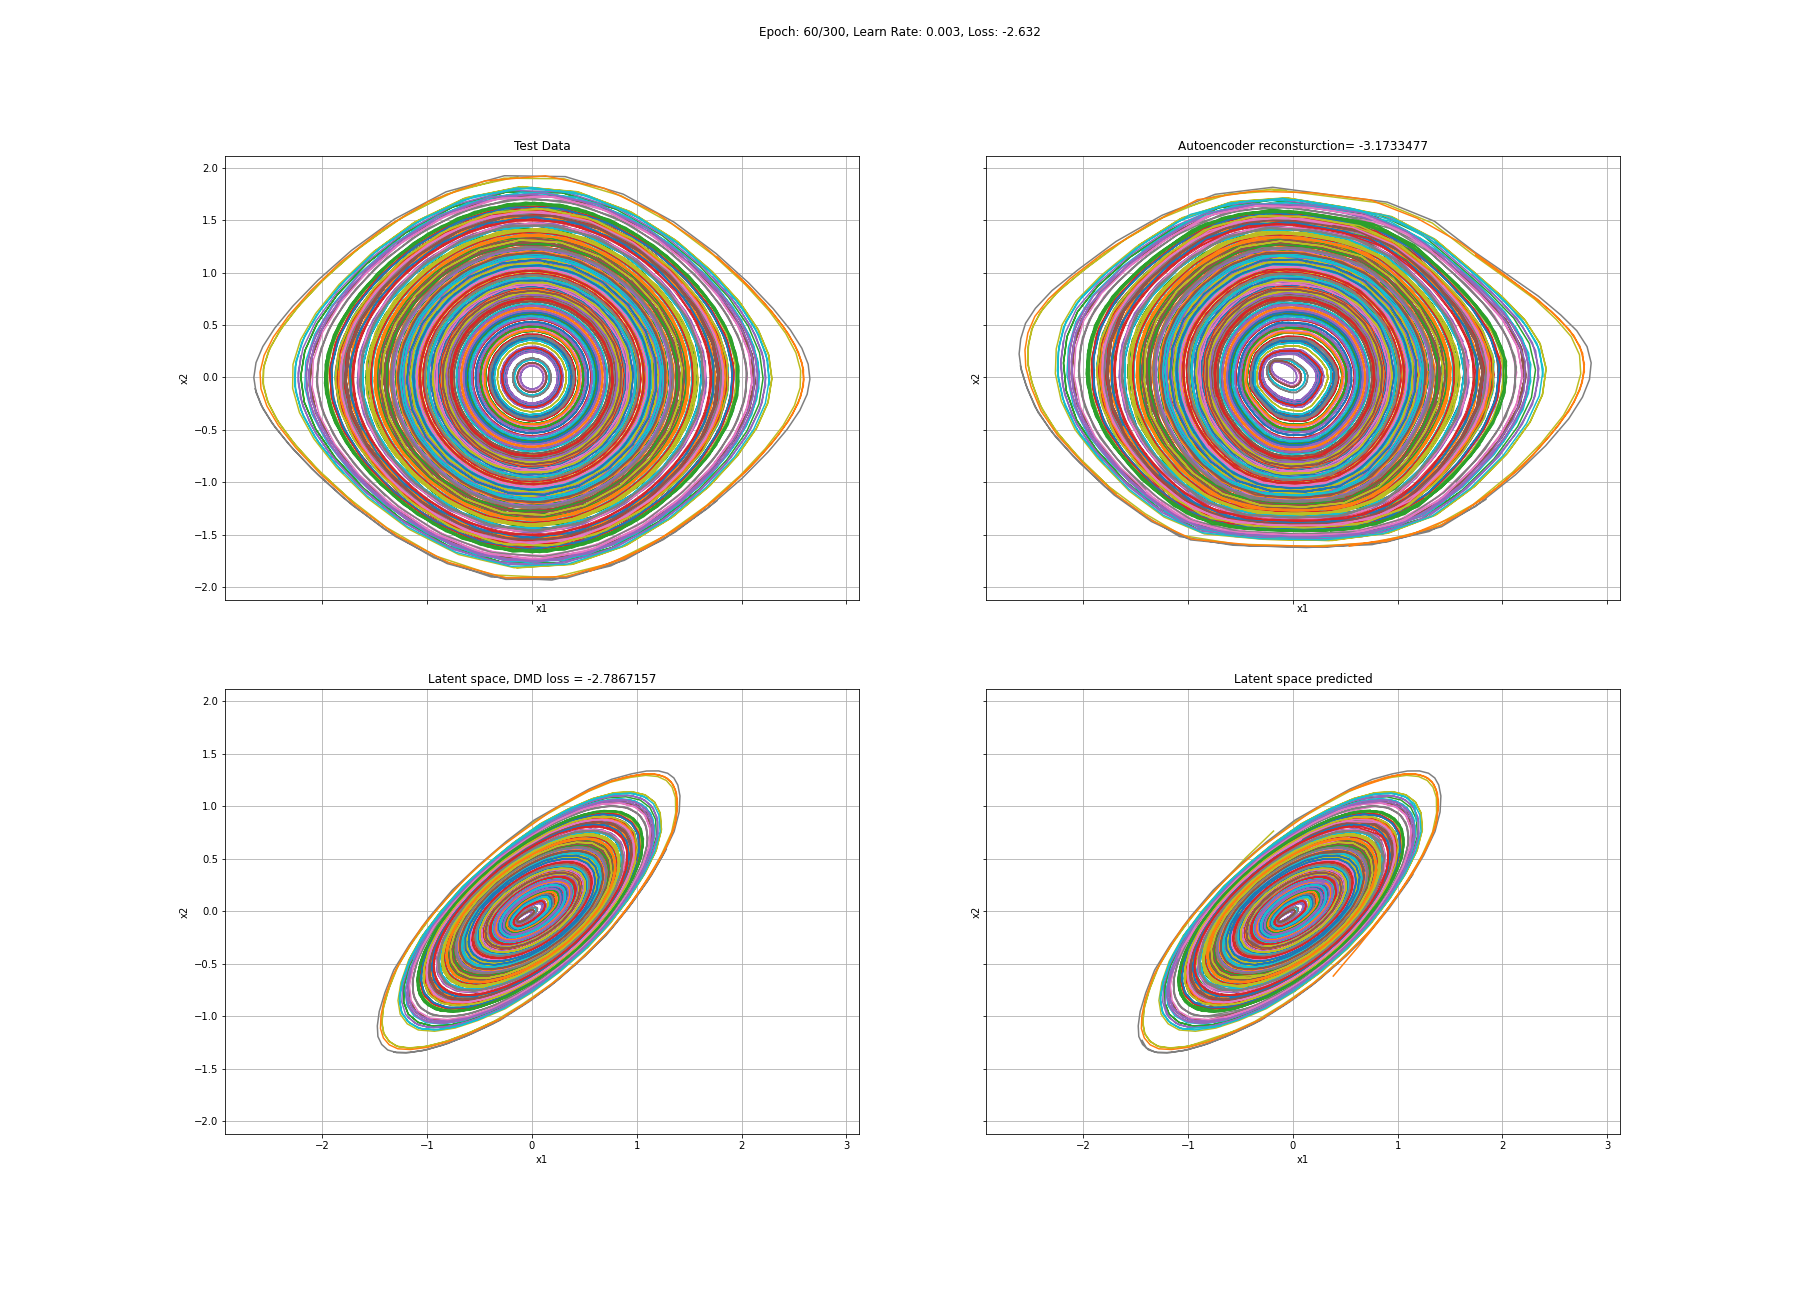 Epoch: 60/300, Learn Rate: 0.003, Loss: -2.632
Test Data
2.0
1.5
1.0
0.5
0.0
−0.5
−1.0
−1.5
−2.0
x2
x1
Autoencoder reconsturction= -3.1733477
x2
x1
Latent space, DMD loss = -2.7867157
2.0
1.5
1.0
0.5
0.0
−0.5
−1.0
−1.5
−2.0
x2
−2 −1 0 1 2 3
x1
Latent space predicted
x2
−2 −1 0 1 2 3
x1